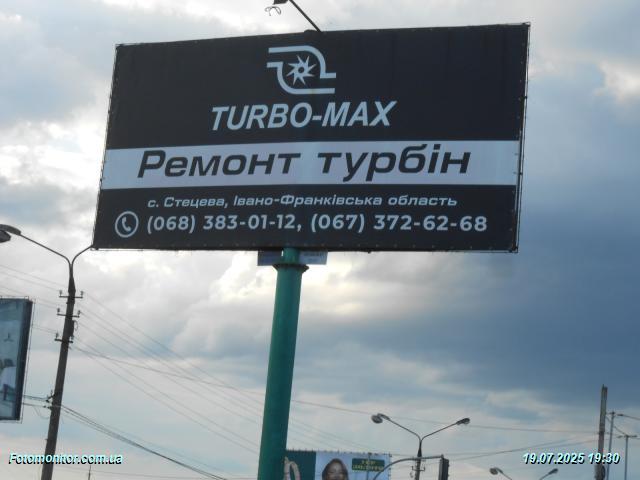 TURBO-MAX
Ремонт турбін
с. Стецева, Івано-Франківська область
(068) 383-01-12, (067) 372-62-68
Fotomonitor.com.ua
19.07.2025 19:30